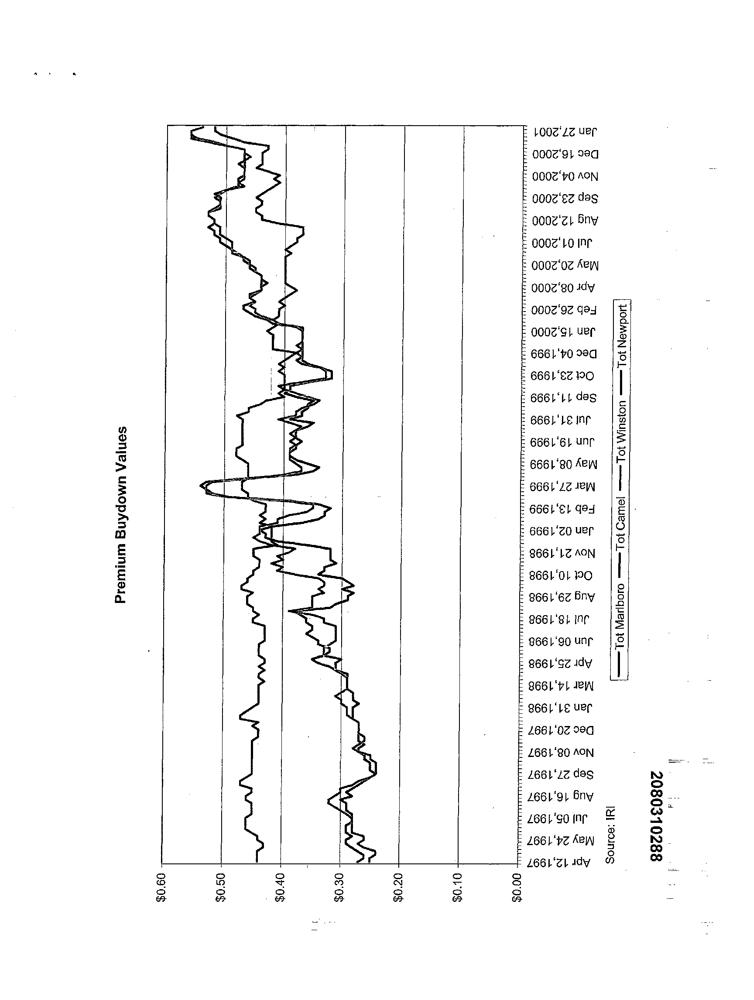 Premium Buydown Values
$0.60
$0.50
$0.40
$0.30
$0.20
$0.10
$0.00
Apr 12,1997
May 24,1997
Jul 05,1997
Aug 16,1997
Sep 27,1997
Nov 08,1997
Dec 20,1997
Jan 31,1998
Mar 14,1998
Apr 25,1998
Jun 06,1998
Jul 18,1998
Aug 29,1998
Oct 10,1998
Nov 21,1998
Jan 02,1999
Feb 13,1999
Mar 27,1999
May 08,1999
Jun 19,1999
Jul 31,1999
Sep 11,1999
Oct 23,1999
Dec 04,1999
Jan 15,2000
Feb 26,2000
Apr 08,2000
May 20,2000
Jul 01,2000
Aug 12,2000
Sep 23,2000
Nov 04,2000
Dec 16,2000
Jan 27,2001
Tot Marlboro Tot Camel Tot Winston Tot Newport
Source: IRI
2080310288